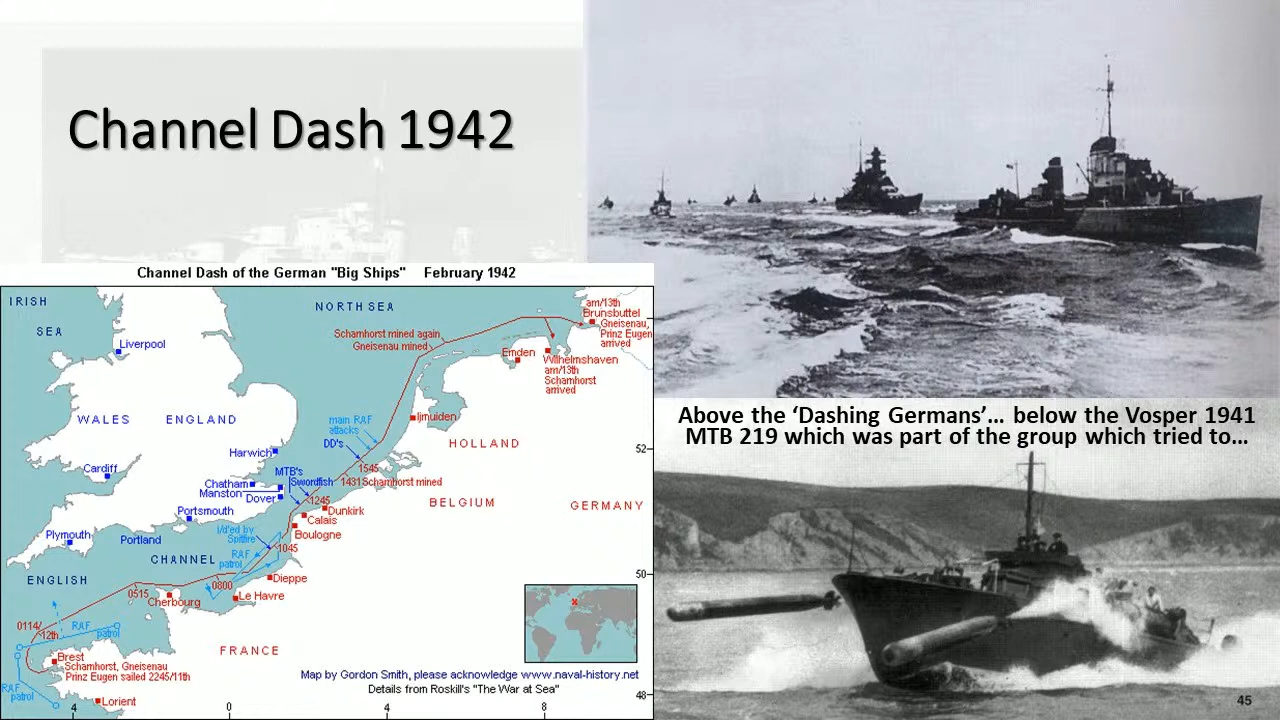 Channel Dash 1942
Channel Dash of the German "Big Ships"    February 1942
IRISH
SEA
NORTH SEA
am/13th
Brunsbuttel
Gneisenau,
Prinz Eugen
arrived
Scharnhorst mined again
Gneisenau mined
Liverpool
Emden
Wilhelmshaven
am/13th
Scharnhorst
arrived
WALES
ENGLAND
main RAF
attacks
DD's
Ijmuiden
HOLLAND
52
Harwich
Cardiff
MTB's
Swordfish
1545
1431 Scharnhorst mined
Chatham
Manston
Dover
1245
BELGIUM
GERMANY
Portsmouth
Dunkirk
Calais
Boulogne
Plymouth
Portland
i/d'ed by
Spitfire
1045
CHANNEL
RAF
patrol
50
ENGLISH
0515
0800
Dieppe
Cherbourg
Le Havre
0114/
12th
RAF
patrol
FRANCE
Brest
Scharnhorst, Gneisenau
Prinz Eugen sailed 2245/11th
RAF
patrol
Lorient
Map by Gordon Smith, please acknowledge www.naval-history.net
Details from Roskill's "The War at Sea"
48
4
0
4
8
Above the ‘Dashing Germans’... below the Vosper 1941
MTB 219 which was part of the group which tried to...
45